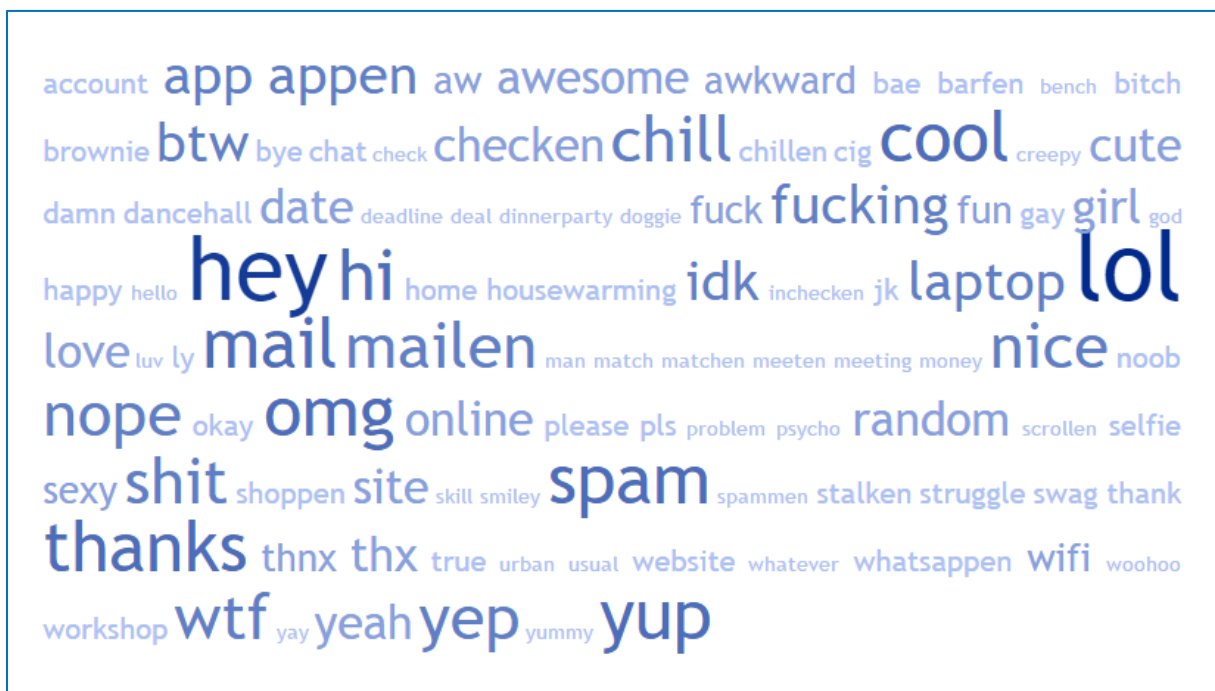 account app appen aw awesome awkward bae barfen bench bitch
brownie btw bye chat check checken chill chillen cig cool creepy cute
damn dancehall date deadline deal dinnerparty doggie fuck fucking fun gay girl god
happy hello hey hi home housewarming idk inchecken jk laptop lol
love luv ly mail mailen man match matchen meeten meeting money nice noob
nope okay omg online please pls problem psycho random scrollen selfie
sexy shit shoppen site skill smiley spam spammen stalken struggle swag thank
thanks thnx thx true urban usual website whatever whatsappen wifi woohoo
workshop wtf yay yeah yep yummy yup